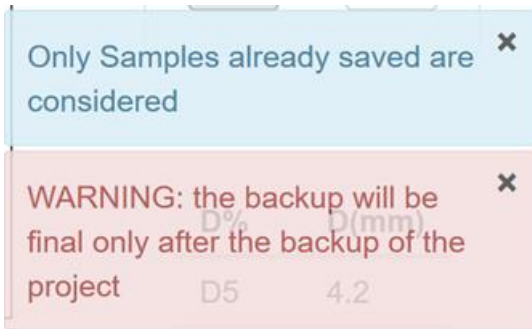 Only Samples already saved are
considered
WARNING: the backup will be
final only after the backup of the
project
D% D(mm)
D5 4.2